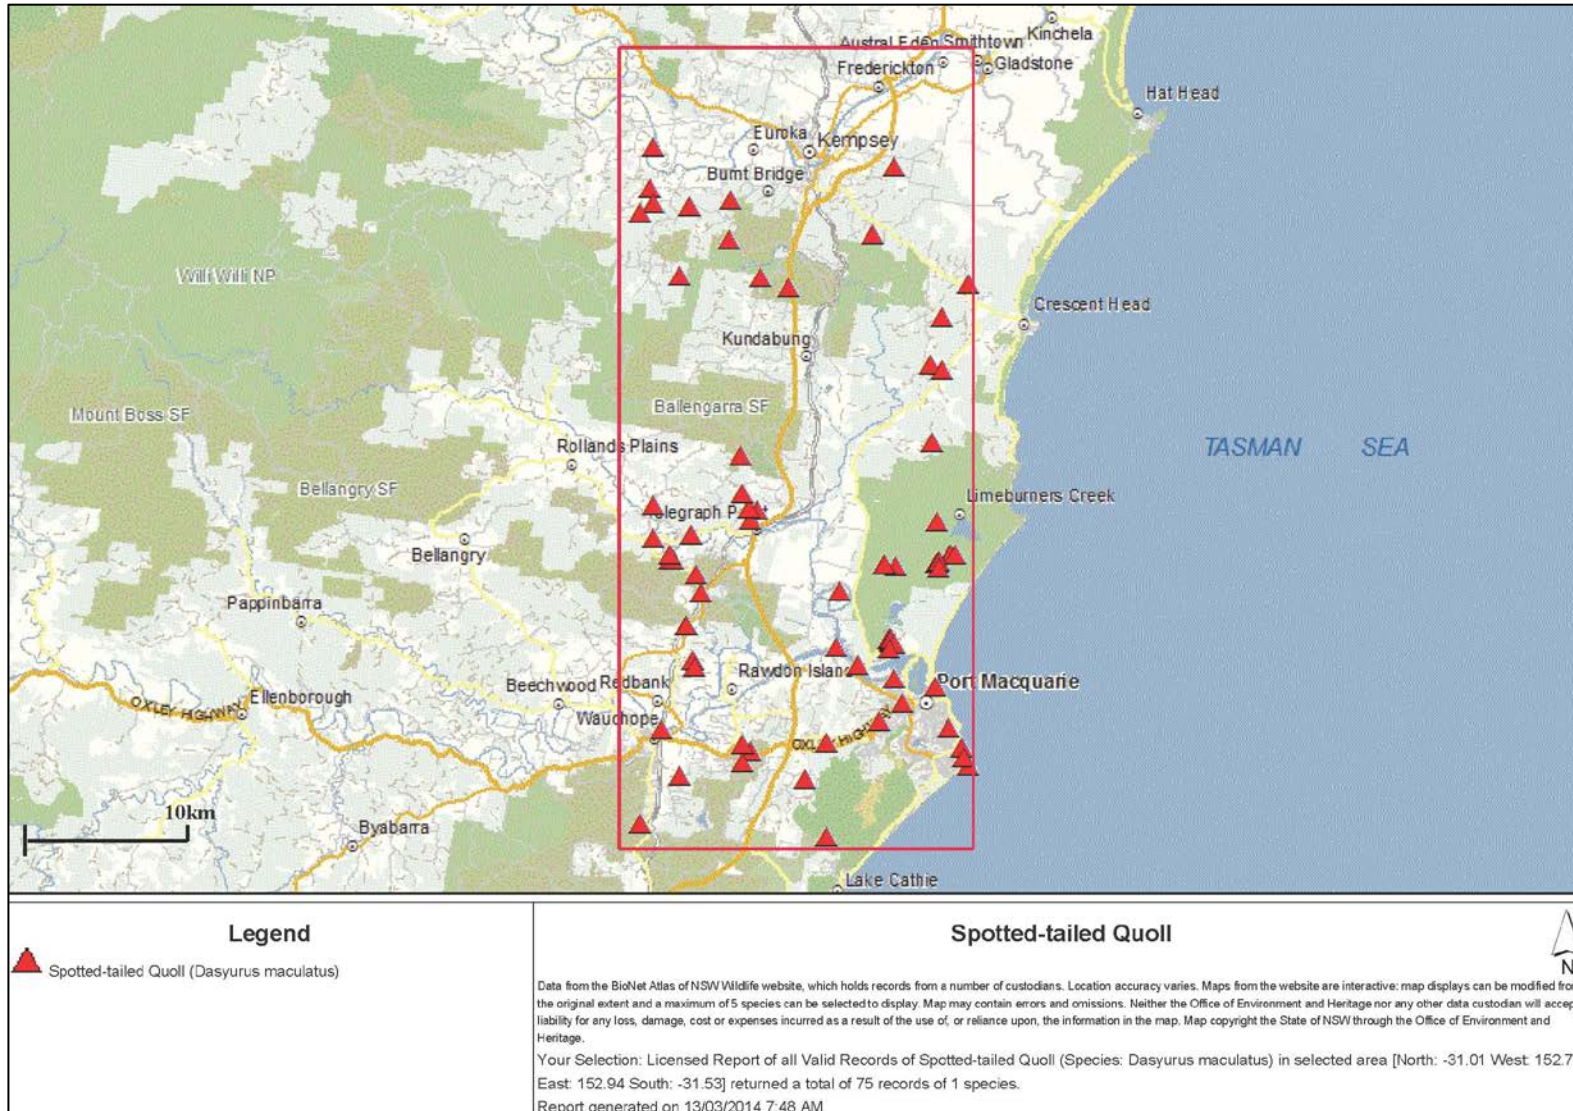 Kinchela
Austral Eden Smithtown
Frederickton
Gladstone
Hat Head
Euroka
Kempsey
Burnt Bridge
Willi Willi NP
Crescent Head
Kundabung
Mount Boss SF
Ballengarra SF
Rollands Plains
TASMAN SEA
Bellangry SF
Limeburners Creek
elegraph P t
Bellangry
Pappinbarra
Rawdon Island
Beechwood
Redbank
Port Macquarie
Ellenborough
OXLEY HIGHWAY
Wauchope
OXLEY HIGHWAY
10km
Byabarra
Lake Cathie
Legend
Spotted-tailed Quoll (Dasyurus maculatus)
Spotted-tailed Quoll
N
Data from the BioNet Atlas of NSW Wildlife website, which holds records from a number of custodians. Location accuracy varies. Maps from the website are interactive: map displays can be modified from
the original extent and a maximum of 5 species can be selected to display. Map may contain errors and omissions. Neither the Office of Environment and Heritage nor any other data custodian will accep
liability for any loss, damage, cost or expenses incurred as a result of the use of, or reliance upon, the information in the map. Map copyright the State of NSW through the Office of Environment and
Heritage.
Your Selection: Licensed Report of all Valid Records of Spotted-tailed Quoll (Species: Dasyurus maculatus) in selected area [North: -31.01 West: 152.7
East: 152.94 South: -31.53] returned a total of 75 records of 1 species.
Report generated on 13/03/2014 7:48 AM